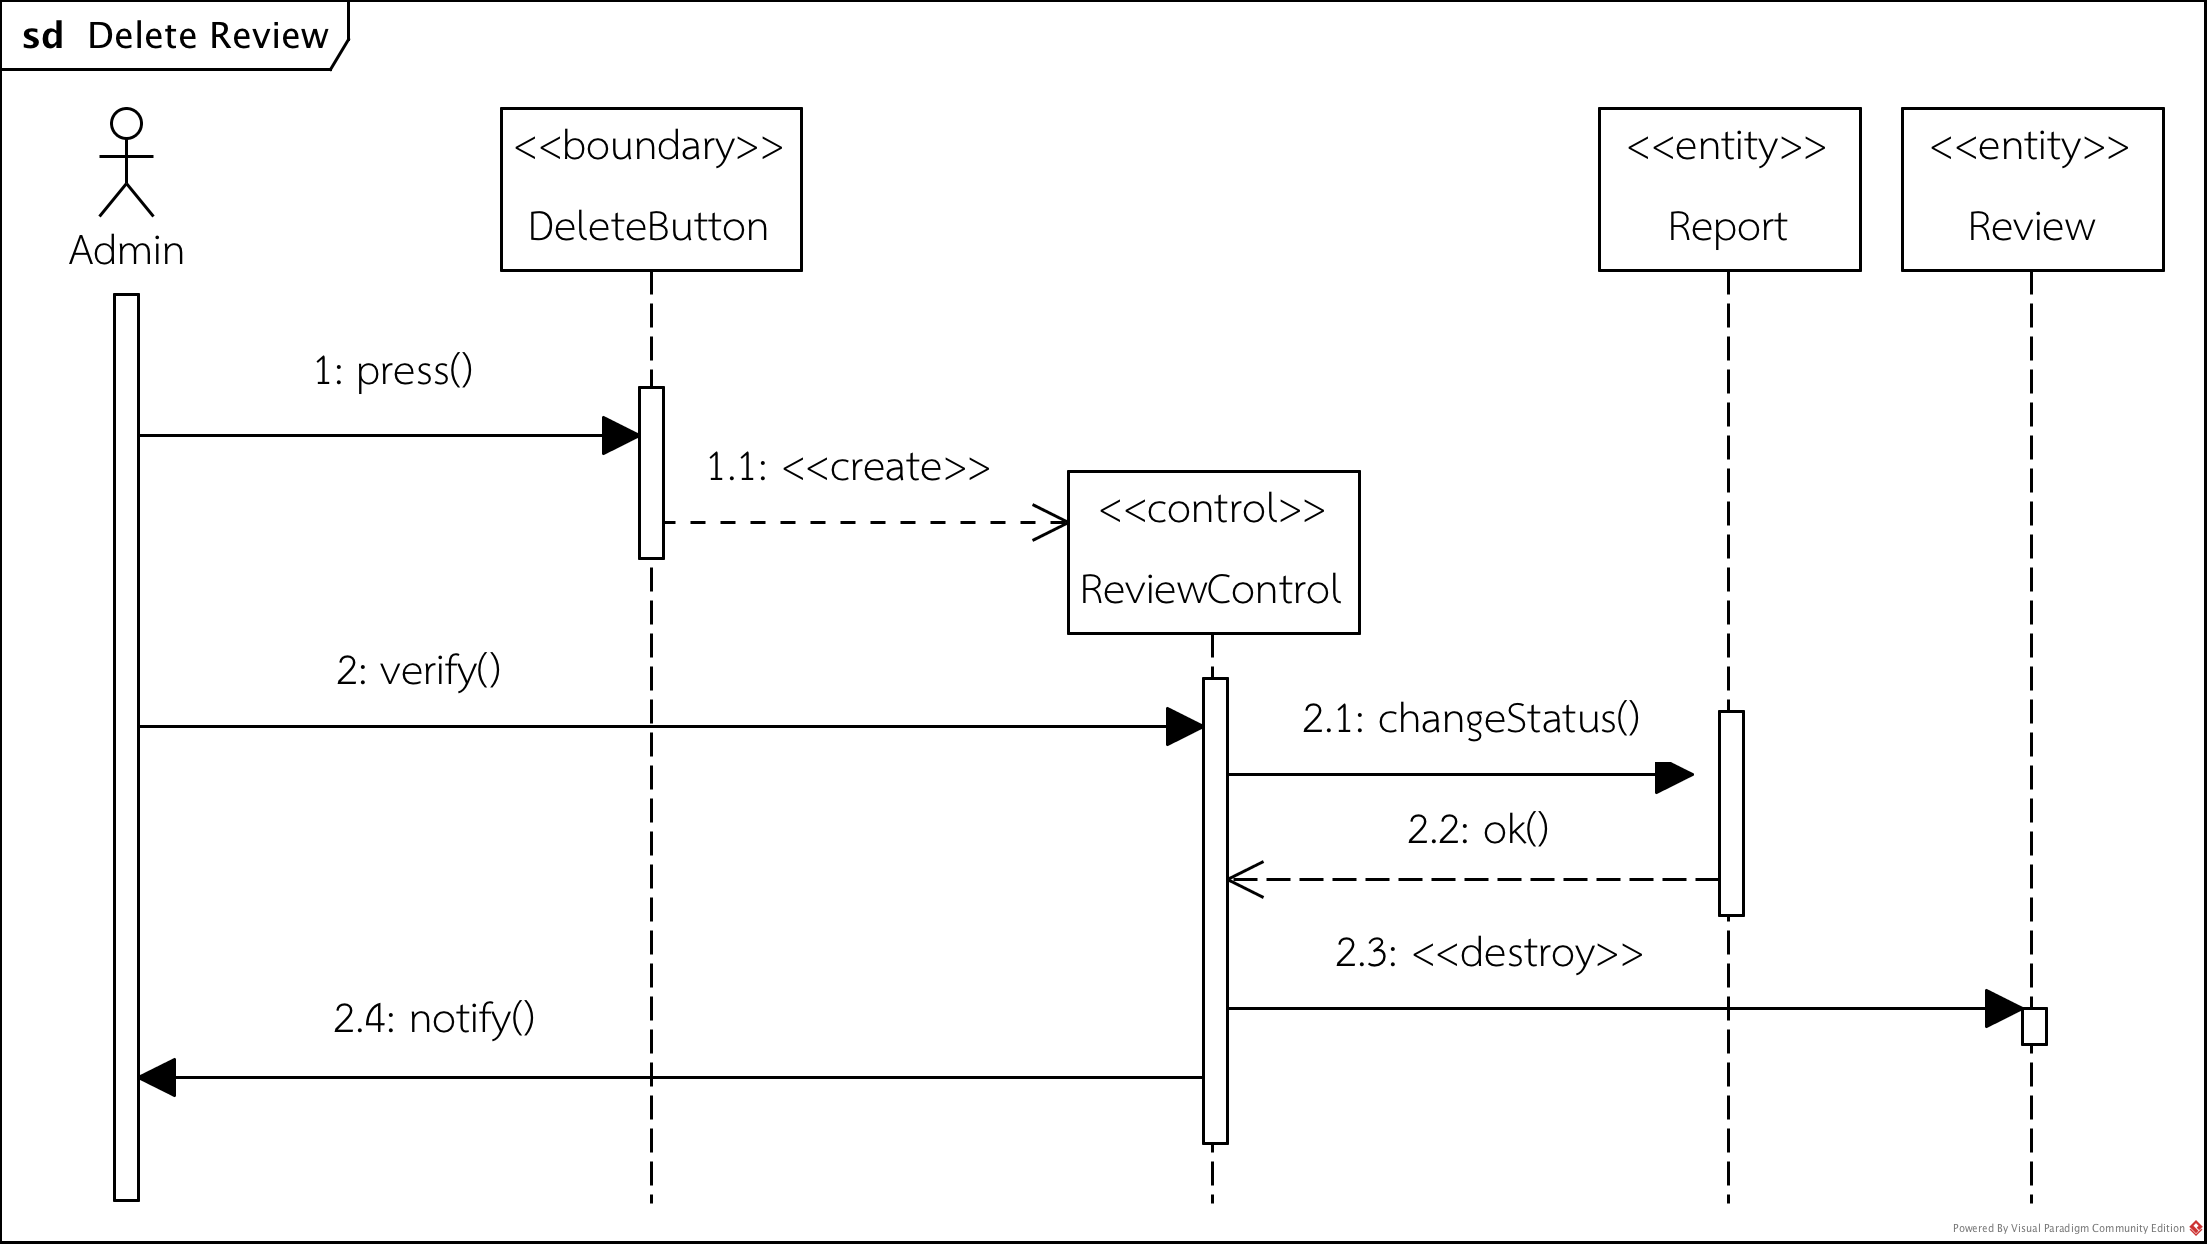 sd Delete Review
<<boundary>>
DeleteButton
<<entity>>
Report
<<entity>>
Review
Admin
1: press()
1.1: <<create>>
<<control>>
ReviewControl
2: verify()
2.1: changeStatus()
2.2: ok()
2.3: <<destroy>>
2.4: notify()
Powered By Visual Paradigm Community Edition